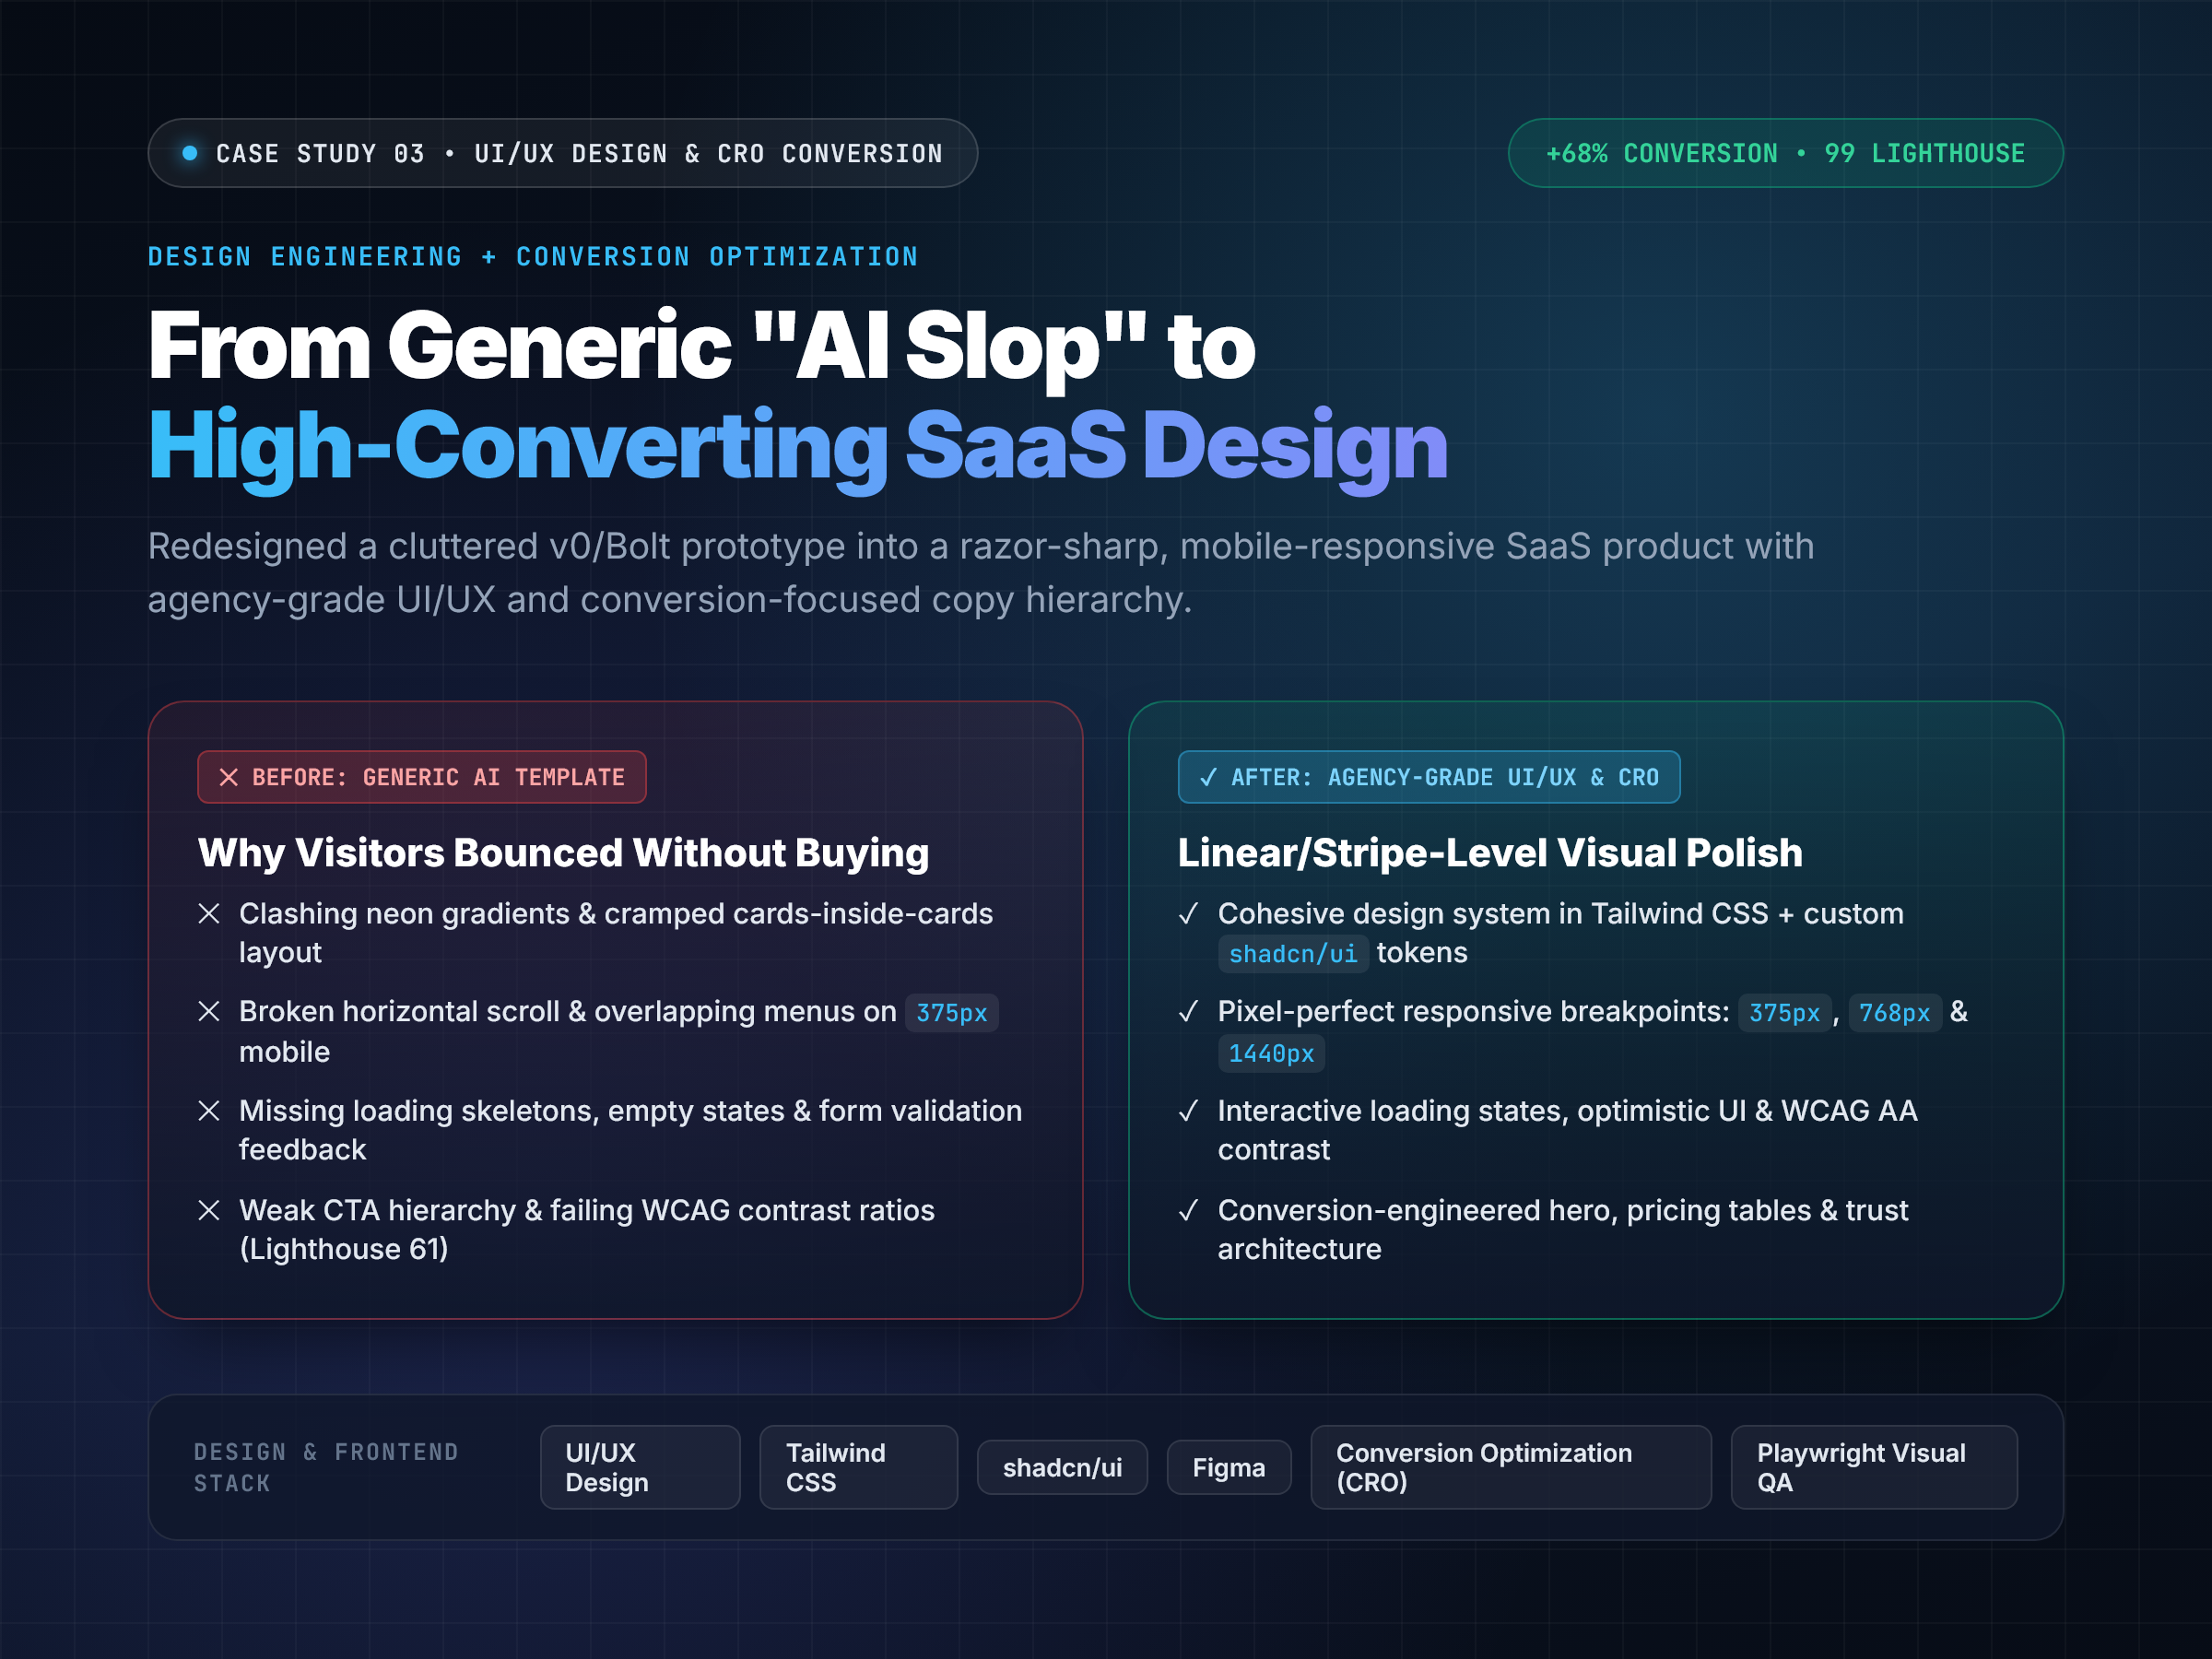 CASE STUDY 03 • UI/UX DESIGN & CRO CONVERSION
+68% CONVERSION • 99 LIGHTHOUSE
DESIGN ENGINEERING + CONVERSION OPTIMIZATION
From Generic "AI Slop" to
High-Converting SaaS Design
Redesigned a cluttered v0/Bolt prototype into a razor-sharp, mobile-responsive SaaS product with
agency-grade UI/UX and conversion-focused copy hierarchy.
✕ BEFORE: GENERIC AI TEMPLATE
Why Visitors Bounced Without Buying
✕ Clashing neon gradients & cramped cards-inside-cards
layout
✕ Broken horizontal scroll & overlapping menus on 375px
mobile
✕ Missing loading skeletons, empty states & form validation
feedback
✕ Weak CTA hierarchy & failing WCAG contrast ratios
(Lighthouse 61)
✓ AFTER: AGENCY-GRADE UI/UX & CRO
Linear/Stripe-Level Visual Polish
✓ Cohesive design system in Tailwind CSS + custom
shadcn/ui tokens
✓ Pixel-perfect responsive breakpoints: 375px, 768px &
1440px
✓ Interactive loading states, optimistic UI & WCAG AA
contrast
✓ Conversion-engineered hero, pricing tables & trust
architecture
DESIGN & FRONTEND
STACK
UI/UX
Design
Tailwind
CSS
shadcn/ui
Figma
Conversion Optimization
(CRO)
Playwright Visual
QA